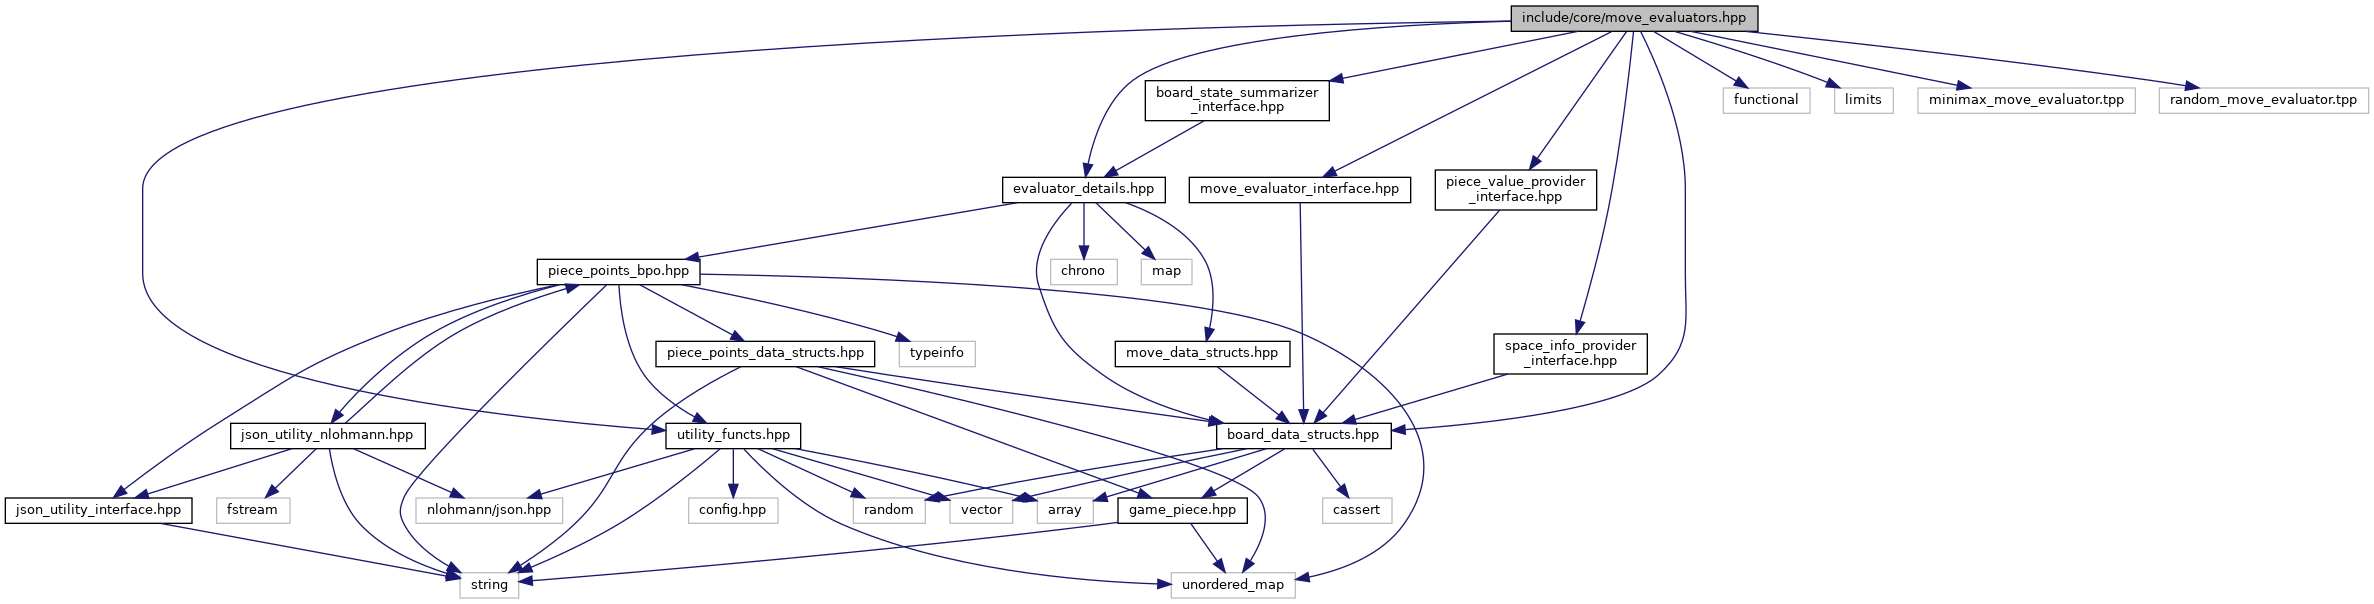 include/core/move_evaluators.hpp
board_state_summarizer
_interface.hpp
functional
limits
minimax_move_evaluator.tpp
random_move_evaluator.tpp
evaluator_details.hpp
move_evaluator_interface.hpp
piece_value_provider
_interface.hpp
piece_points_bpo.hpp
chrono
map
piece_points_data_structs.hpp
typeinfo
move_data_structs.hpp
space_info_provider
_interface.hpp
json_utility_nlohmann.hpp
utility_functs.hpp
board_data_structs.hpp
json_utility_interface.hpp
fstream
nlohmann/json.hpp
config.hpp
random
vector
array
game_piece.hpp
cassert
string
unordered_map